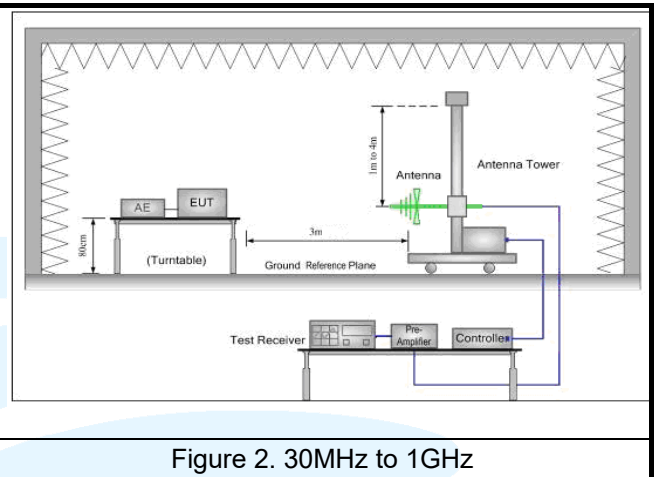 1m to 4m
Antenna
Antenna Tower
AE
EUT
80cm
(Turntable)
3m
Ground Reference Plane
Test Receiver
Pre-
Amplifier
Controller
Figure 2. 30MHz to 1GHz